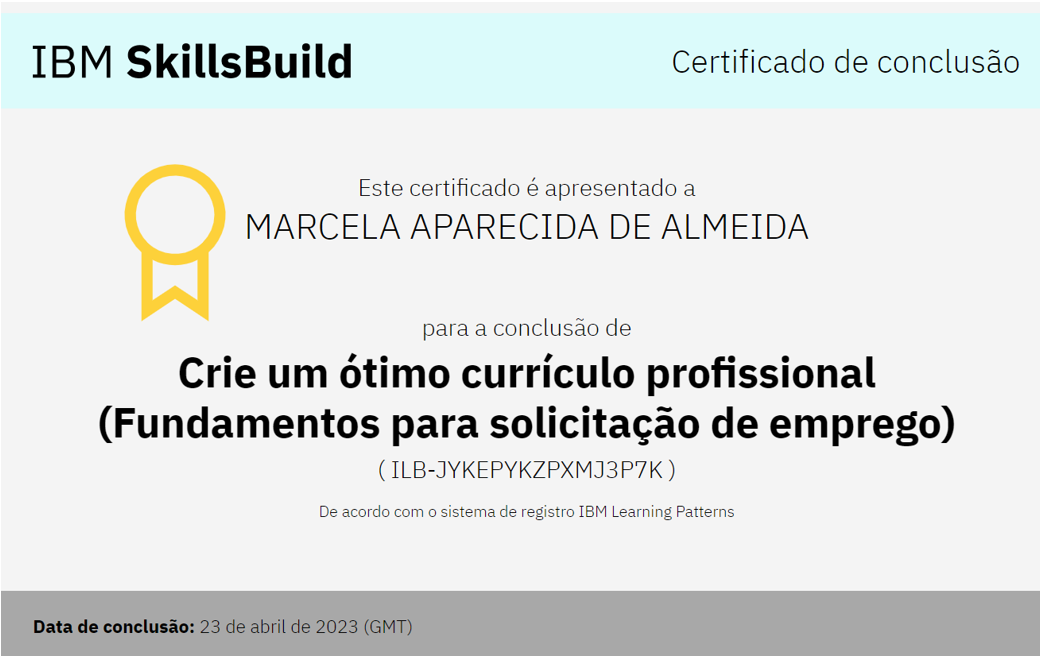 IBM SkillsBuild
Certificado de conclusão
Este certificado é apresentado a
MARCELA APARECIDA DE ALMEIDA
para a conclusão de
Crie um ótimo currículo profissional
(Fundamentos para solicitação de emprego)
( ILB-JYKEPYKZPXMJ3P7K )
De acordo com o sistema de registro IBM Learning Patterns
Data de conclusão: 23 de abril de 2023 (GMT)